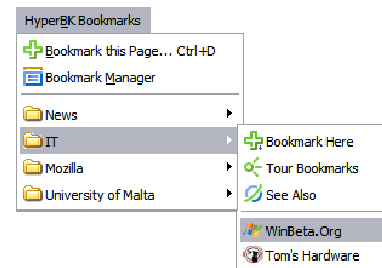 HyperBK Bookmarks
Bookmark this Page... Ctrl+D
Bookmark Manager
News
IT
Mozilla
University of Malta
Bookmark Here
Tour Bookmarks
See Also
WinBeta.Org
Tom's Hardware